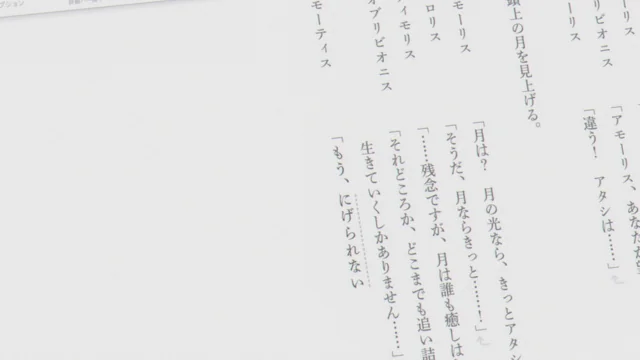 プション
リス
「アモーリス、あなたが望
リビオニス
「違う！　アタシは……」
ーリス
頭上の月を見上げる。
モーリス
「月は？　月の光なら、きっとアタシ
ロリス
「そうだ、月ならきっと……！」
ィモリス
「……残念ですが、月は誰も癒しは
オブリビオニス
「それどころか、どこまでも追い詰
生きていくしかありません……」
モーティス
「もう、にげられない